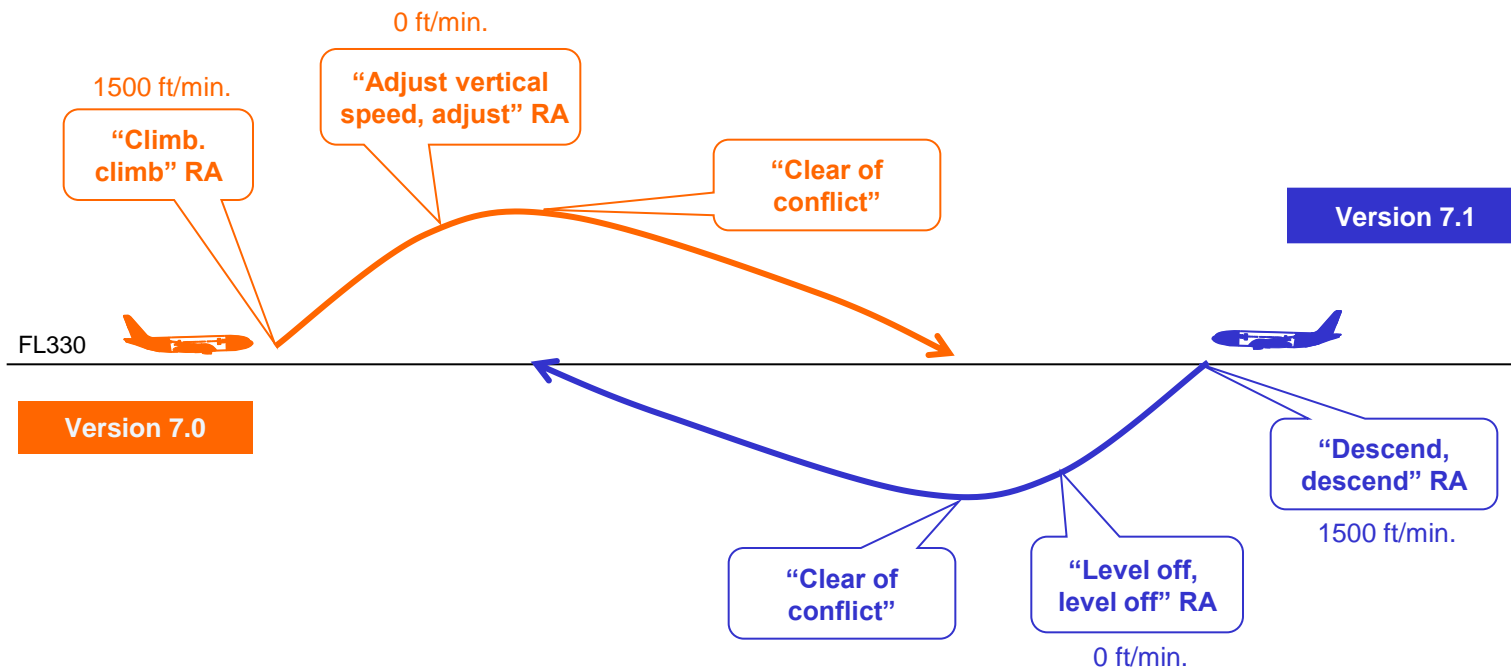 0 ft/min.
“Adjust vertical
speed, adjust” RA
1500 ft/min.
“Climb.
climb” RA
“Clear of
conflict”
Version 7.1
FL330
Version 7.0
“Descend,
descend” RA
1500 ft/min.
“Clear of
conflict”
“Level off,
level off” RA
0 ft/min.